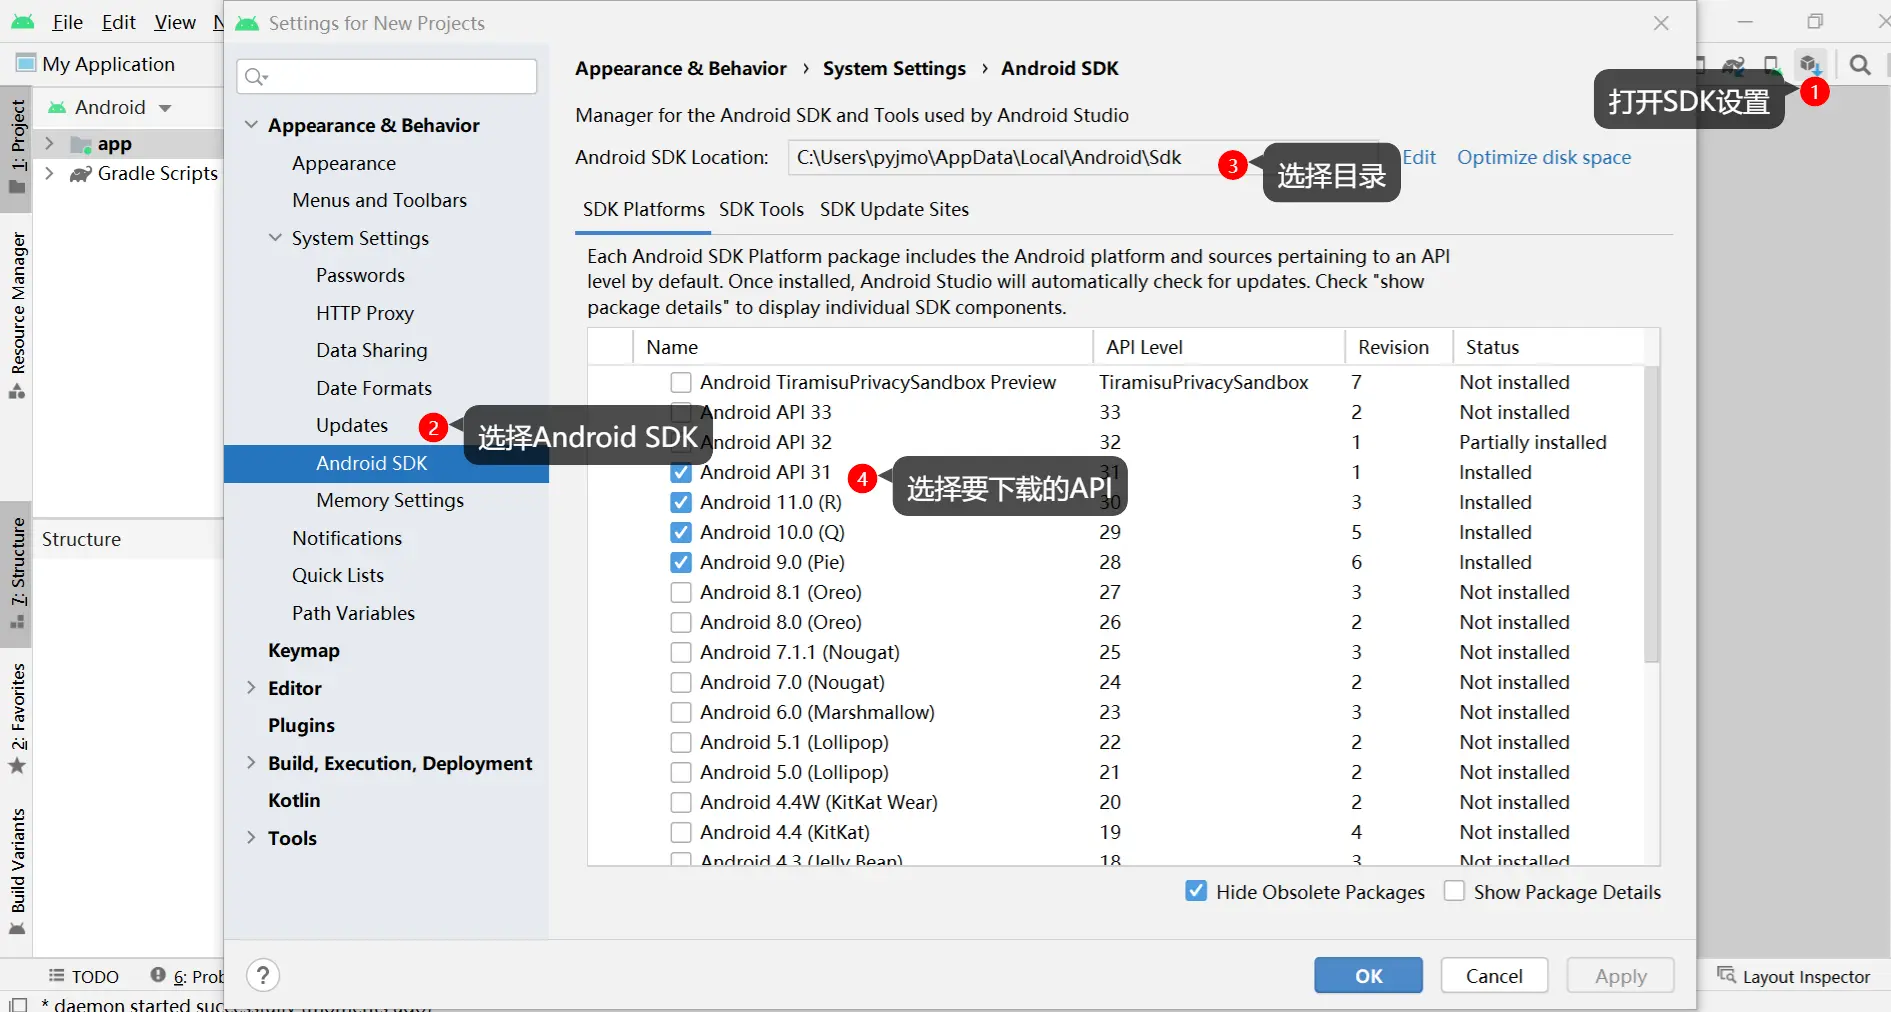 File Edit View N
Settings for New Projects
My Application
Android
app
Gradle Scripts
Structure
1: Project
Resource Manager
7: Structure
2: Favorites
Build Variants
Appearance & Behavior
Appearance
Menus and Toolbars
System Settings
Passwords
HTTP Proxy
Data Sharing
Date Formats
Updates
Android SDK
Memory Settings
Notifications
Quick Lists
Path Variables
Keymap
Editor
Plugins
Build, Execution, Deployment
Kotlin
Tools
2 选择Android SDK
Appearance & Behavior › System Settings › Android SDK
打开SDK设置 1
Manager for the Android SDK and Tools used by Android Studio
Android SDK Location: C:\Users\pyjmo\AppData\Local\Android\Sdk Edit Optimize disk space
3 选择目录
SDK Platforms SDK Tools SDK Update Sites
Each Android SDK Platform package includes the Android platform and sources pertaining to an API
level by default. Once installed, Android Studio will automatically check for updates. Check "show
package details" to display individual SDK components.
Name API Level Revision Status
Android TiramisuPrivacySandbox Preview TiramisuPrivacySandbox 7 Not installed
Android API 33 33 2 Not installed
Android API 32 32 1 Partially installed
Android API 31 31 1 Installed
4 选择要下载的API
Android 11.0 (R) 30 3 Installed
Android 10.0 (Q) 29 5 Installed
Android 9.0 (Pie) 28 6 Installed
Android 8.1 (Oreo) 27 3 Not installed
Android 8.0 (Oreo) 26 2 Not installed
Android 7.1.1 (Nougat) 25 3 Not installed
Android 7.0 (Nougat) 24 2 Not installed
Android 6.0 (Marshmallow) 23 3 Not installed
Android 5.1 (Lollipop) 22 2 Not installed
Android 5.0 (Lollipop) 21 2 Not installed
Android 4.4W (KitKat Wear) 20 2 Not installed
Android 4.4 (KitKat) 19 4 Not installed
Android 4.3 (Jelly Bean) 18 3 Not installed
Hide Obsolete Packages Show Package Details
? OK Cancel Apply
TODO 6: Prob
Layout Inspector
* daemon started successfully (moments ago)